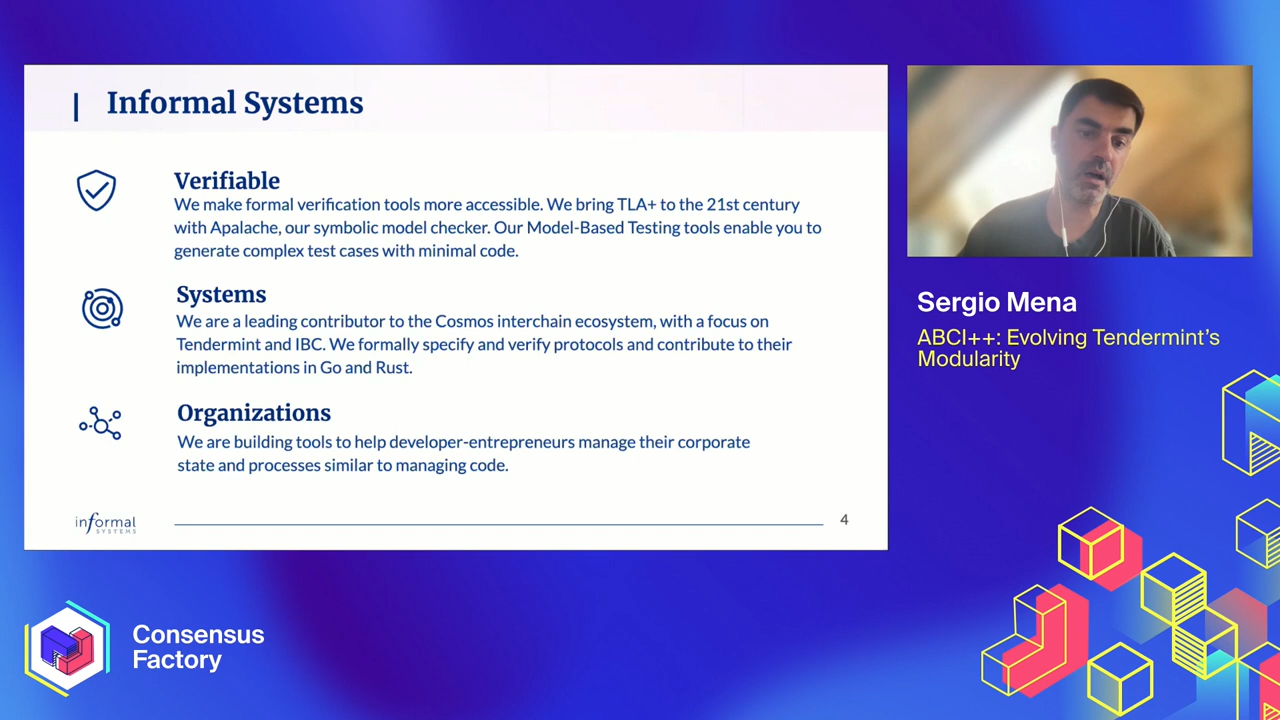 Informal Systems
Verifiable
We make formal verification tools more accessible. We bring TLA+ to the 21st century
with Apalache, our symbolic model checker. Our Model-Based Testing tools enable you to
generate complex test cases with minimal code.
Systems
We are a leading contributor to the Cosmos interchain ecosystem, with a focus on
Tendermint and IBC. We formally specify and verify protocols and contribute to their
implementations in Go and Rust.
Organizations
We are building tools to help developer-entrepreneurs manage their corporate
state and processes similar to managing code.
informal
SYSTEMS
4
Sergio Mena
ABCI++: Evolving Tendermint's
Modularity
Consensus
Factory